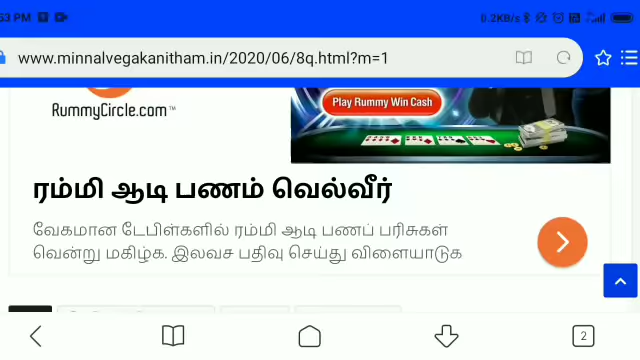 53 PM
0.2KB/s
www.minnalvegakanitham.in/2020/06/8q.html?m=1
RummyCircle.com™
Play Rummy Win Cash
ரம்மி ஆடி பணம் வெல்வீர்
வேகமான டேபிள்களில் ரம்மி ஆடி பணப் பரிசுகள்
வென்று மகிழ்க. இலவச பதிவு செய்து விளையாடுக
2